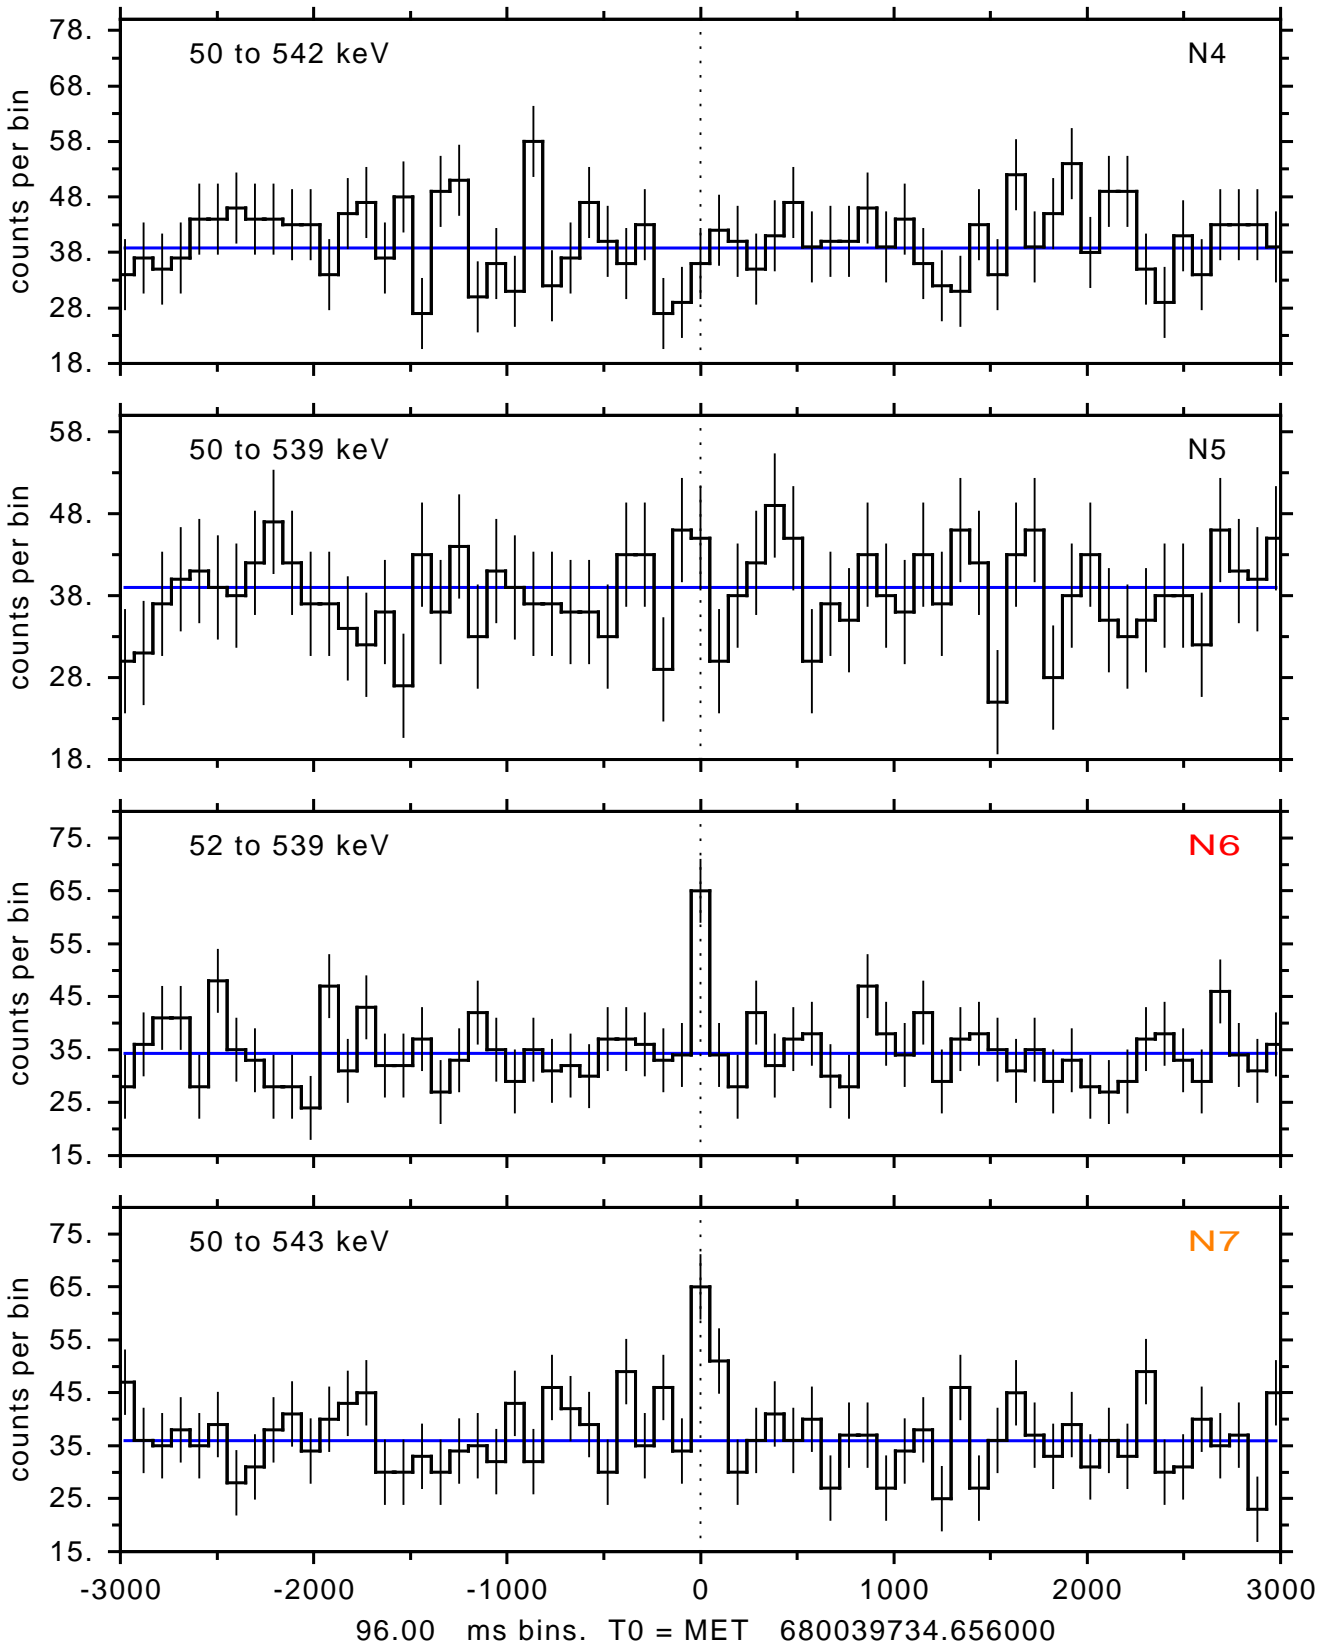 78.
50 to 542 keV N4
68.
58.
48.
38.
28.
18.
counts per bin
58.
50 to 539 keV N5
48.
38.
28.
18.
counts per bin
75.
52 to 539 keV N6
65.
55.
45.
35.
25.
15.
counts per bin
75.
50 to 543 keV N7
65.
55.
45.
35.
25.
15.
counts per bin
-3000 -2000 -1000 0 1000 2000 3000
96.00 ms bins. T0 = MET 680039734.656000